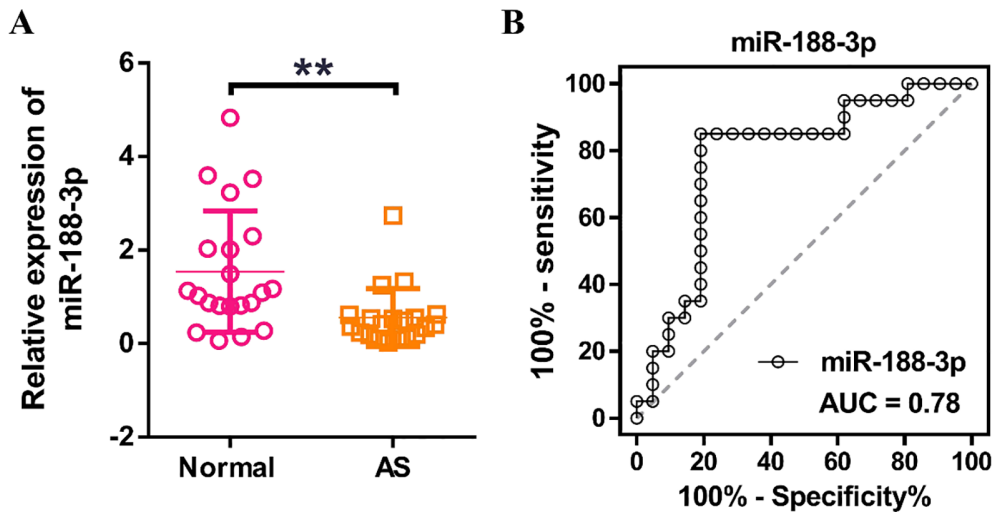 A
Relative expression of
miR-188-3p
6
4
2
0
-2
**
Normal
AS
B
miR-188-3p
100% - sensitivity
100
80
60
40
20
0
miR-188-3p
AUC = 0.78
0
20
40
60
80
100
100% - Specificity%